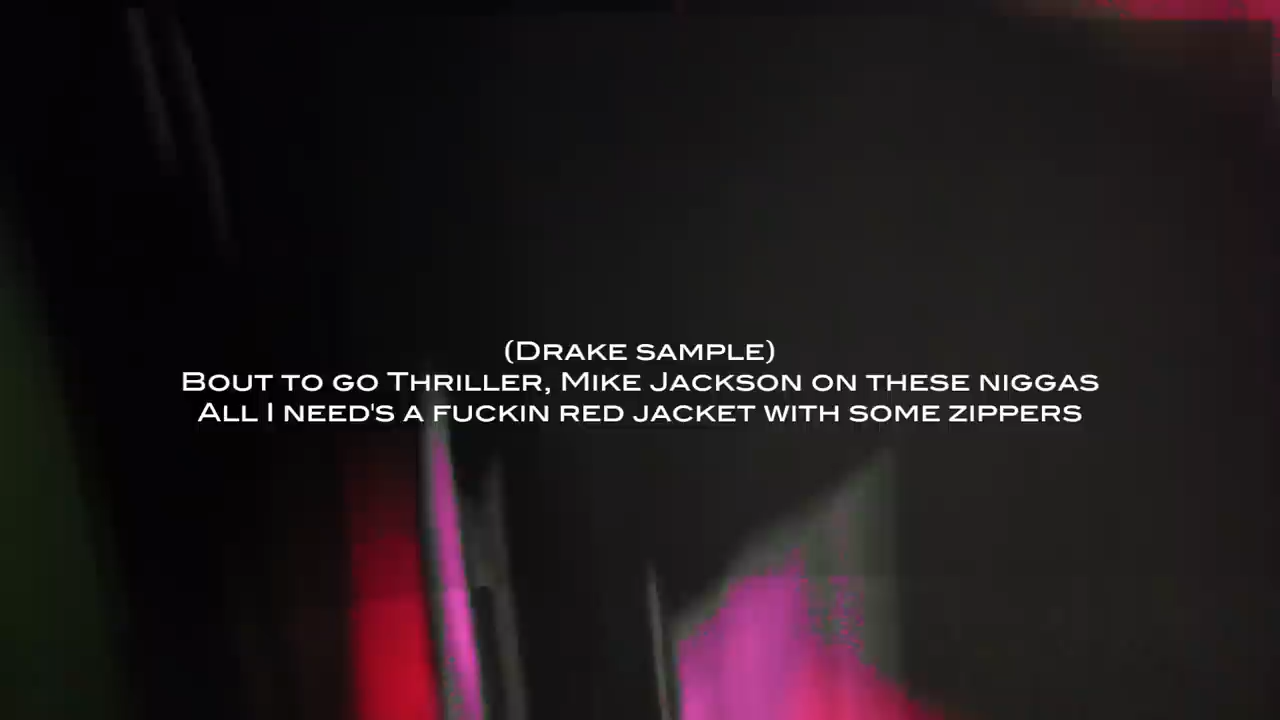 (Drake sample)
Bout to go Thriller, Mike Jackson on these niggas
All I need's a fuckin red jacket with some zippers